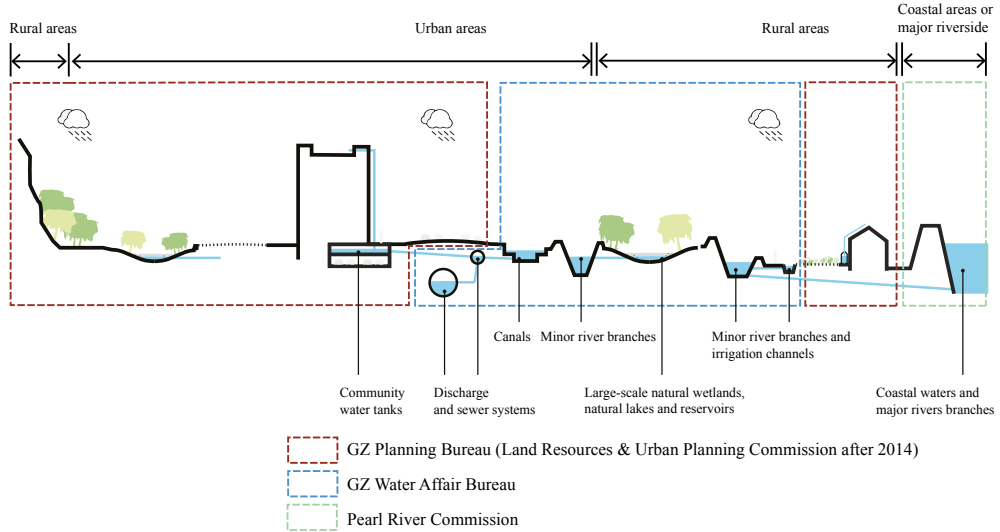 Rural areas
Urban areas
Rural areas
Coastal areas or
major riverside
Canals
Minor river branches
Minor river branches and
irrigation channels
Community
water tanks
Discharge
and sewer systems
Large-scale natural wetlands,
natural lakes and reservoirs
Coastal waters and
major rivers branches
GZ Planning Bureau (Land Resources & Urban Planning Commission after 2014)
GZ Water Affair Bureau
Pearl River Commission